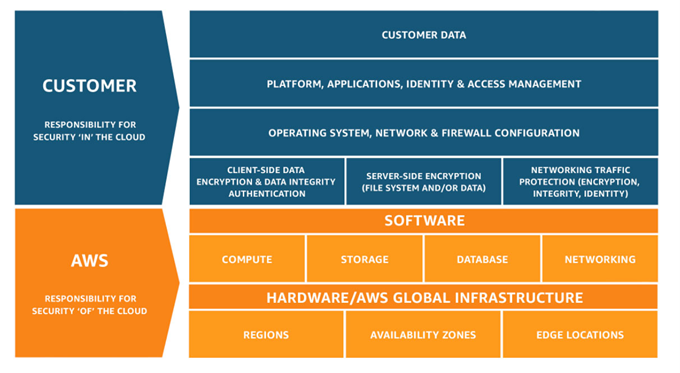 CUSTOMER
RESPONSIBILITY FOR
SECURITY ‘IN’ THE CLOUD
CUSTOMER DATA
PLATFORM, APPLICATIONS, IDENTITY & ACCESS MANAGEMENT
OPERATING SYSTEM, NETWORK & FIREWALL CONFIGURATION
CLIENT-SIDE DATA
ENCRYPTION & DATA INTEGRITY
AUTHENTICATION
SERVER-SIDE ENCRYPTION
(FILE SYSTEM AND/OR DATA)
NETWORKING TRAFFIC
PROTECTION (ENCRYPTION,
INTEGRITY, IDENTITY)
AWS
RESPONSIBILITY FOR
SECURITY ‘OF’ THE CLOUD
SOFTWARE
COMPUTE
STORAGE
DATABASE
NETWORKING
HARDWARE/AWS GLOBAL INFRASTRUCTURE
REGIONS
AVAILABILITY ZONES
EDGE LOCATIONS